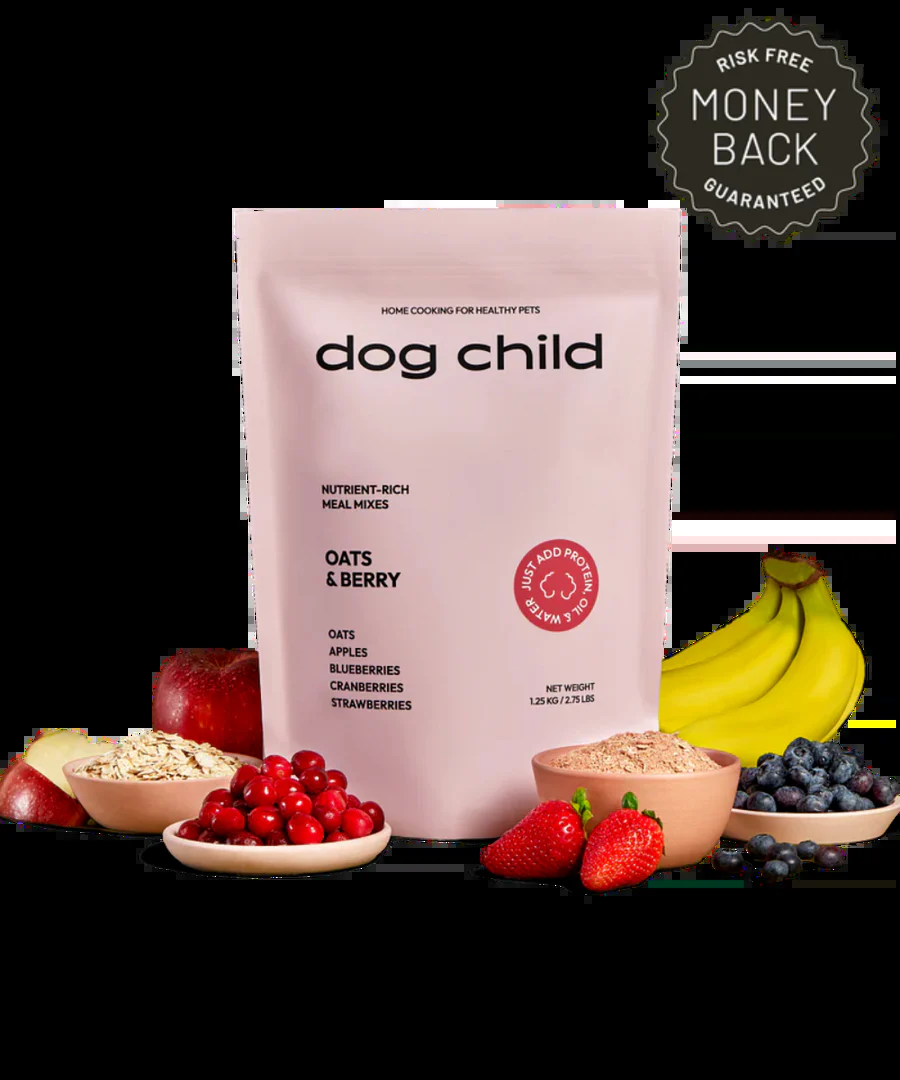 RISK FREE
MONEY
BACK
GUARANTEED
HOME COOKING FOR HEALTHY PETS
dog child
NUTRIENT-RICH
MEAL MIXES
OATS
& BERRY
JUST ADD PROTEIN, OIL & WATER
OATS
APPLES
BLUEBERRIES
CRANBERRIES
STRAWBERRIES
NET WEIGHT
1.25 KG / 2.75 LBS